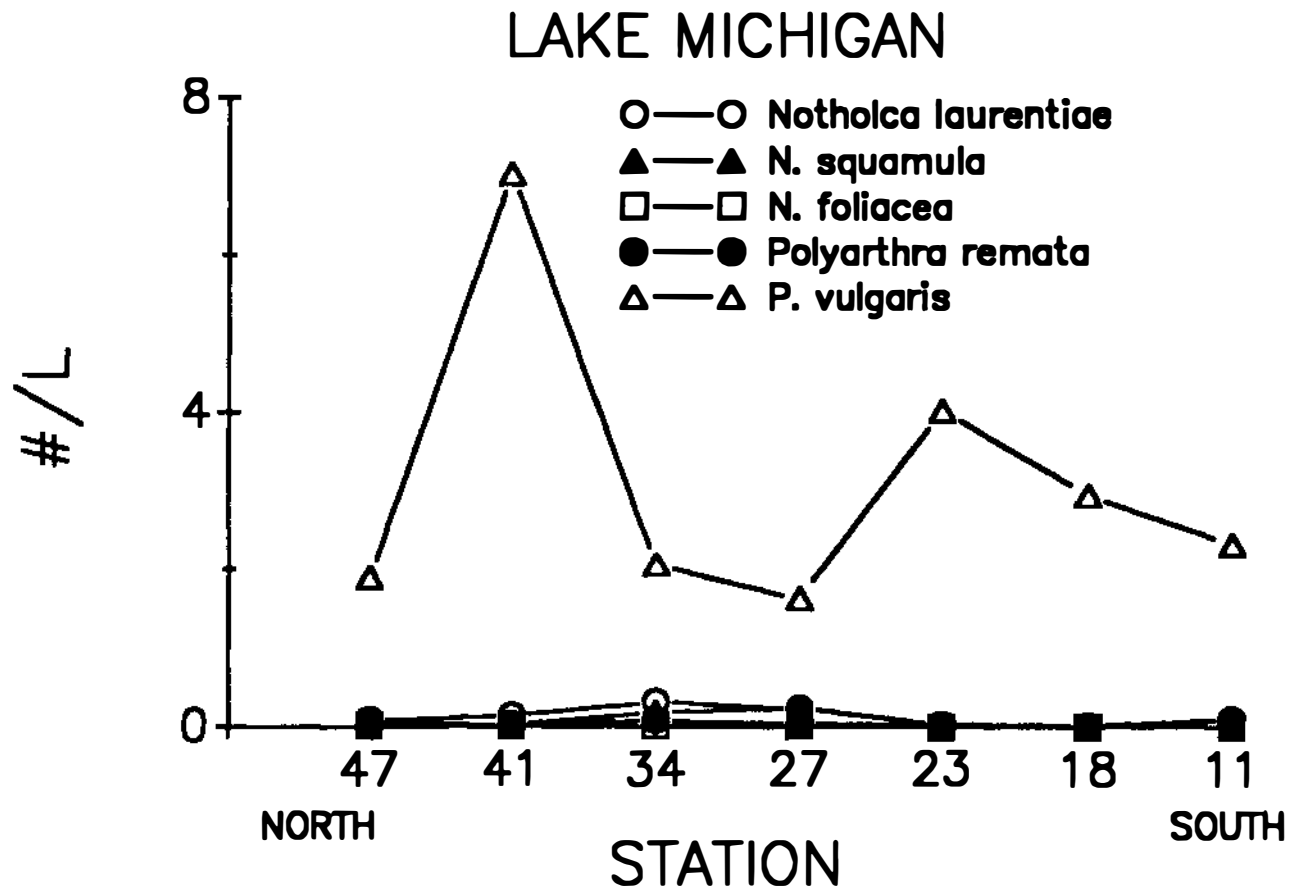 LAKE MICHIGAN
8
Notholca laurentiae
N. squamula
N. foliacea
Polyarthra remata
P. vulgaris
#/L
4
0
47 41 34 27 23 18 11
NORTH SOUTH
STATION